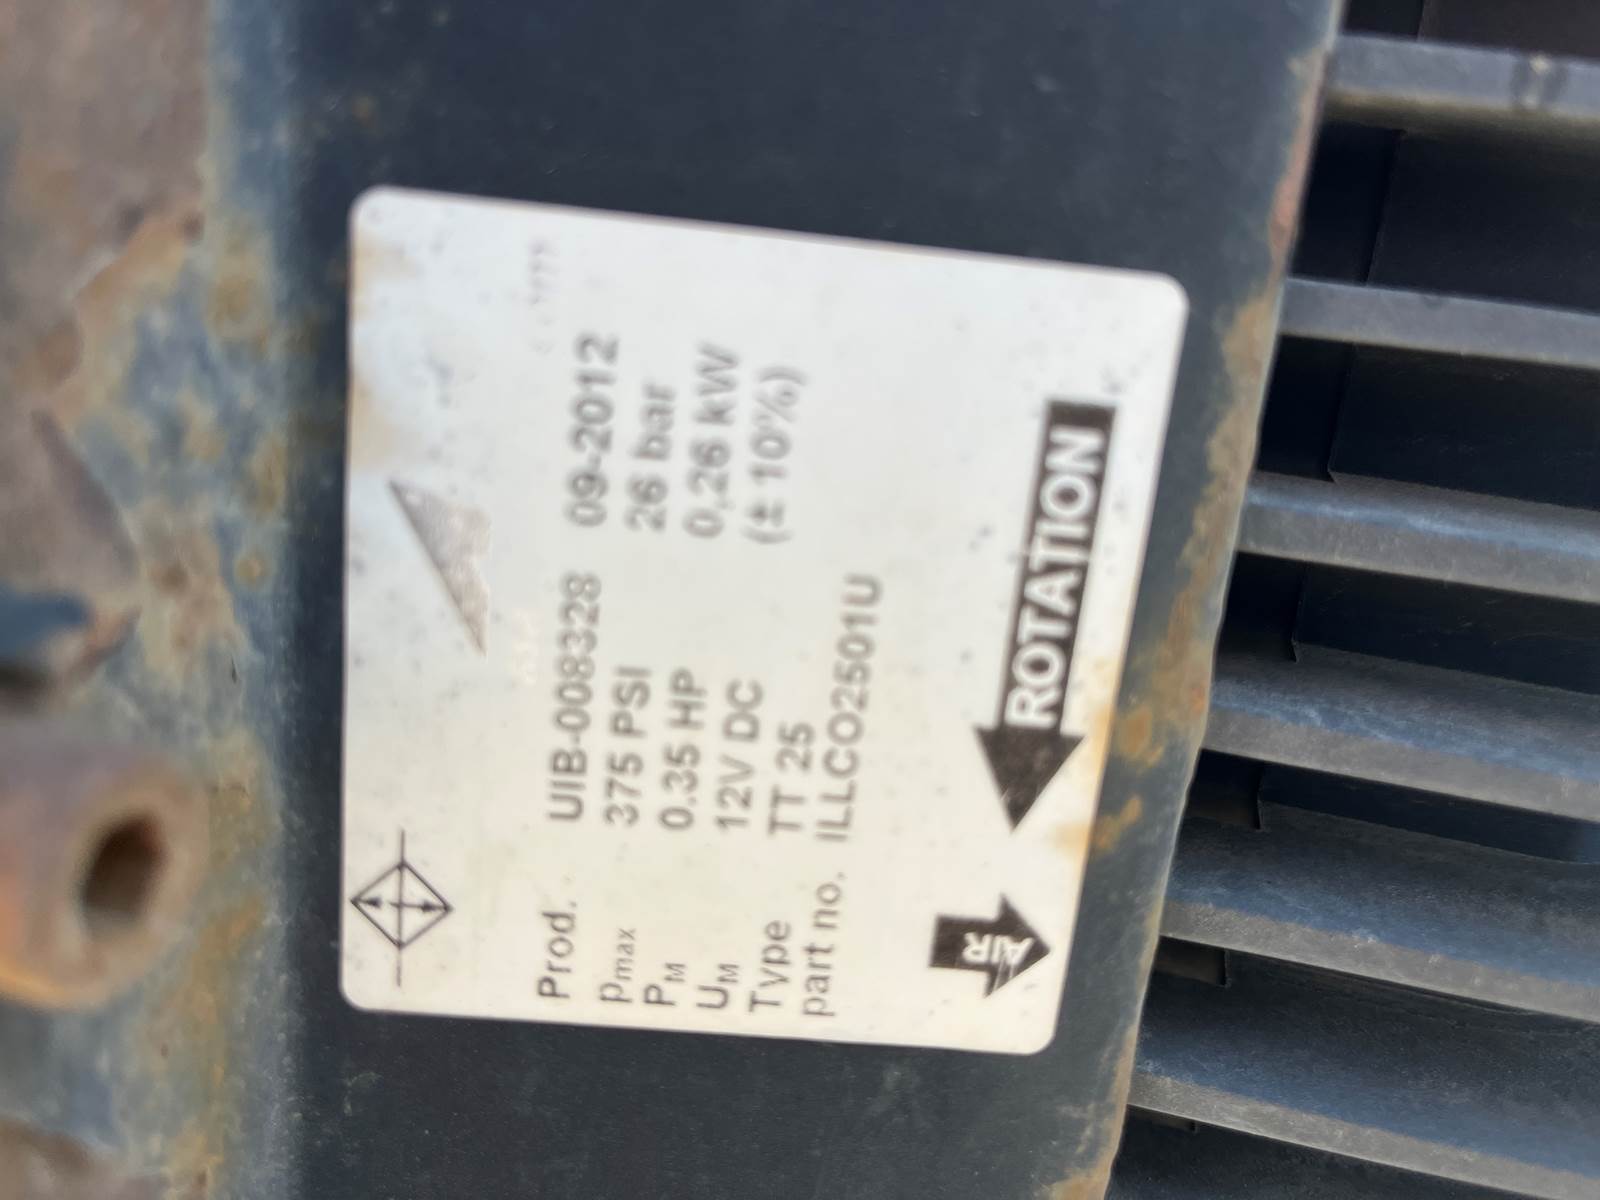 Prod. UIB-008328 09-2012
pmax 375 PSI 26 bar
PM 0.35 HP 0,26 kW
UM 12V DC (± 10%)
Type TT 25
part no. ILLCO2501U
AIR ROTATION